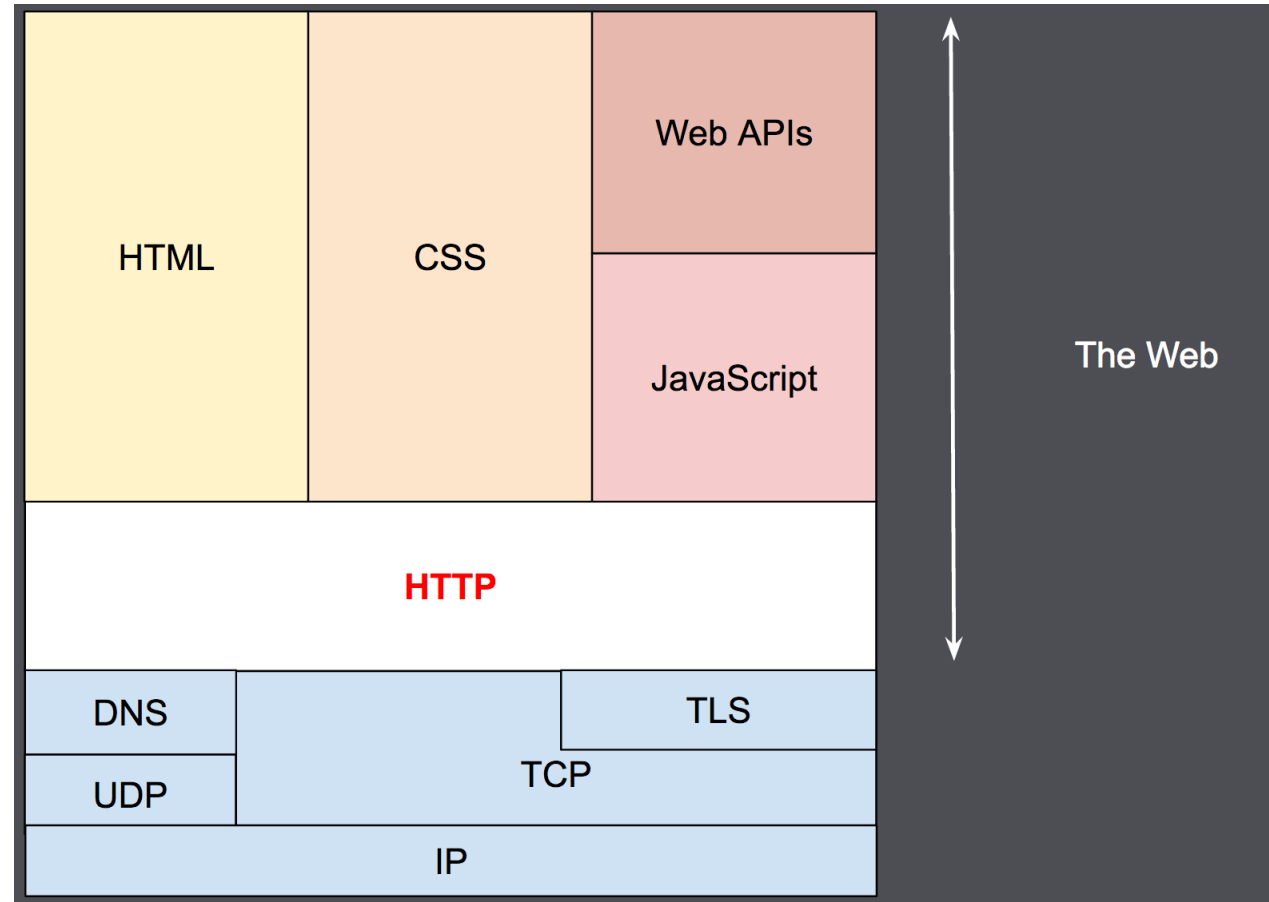 Web APIs
HTML
CSS
JavaScript
The Web
HTTP
DNS
TLS
UDP
TCP
IP